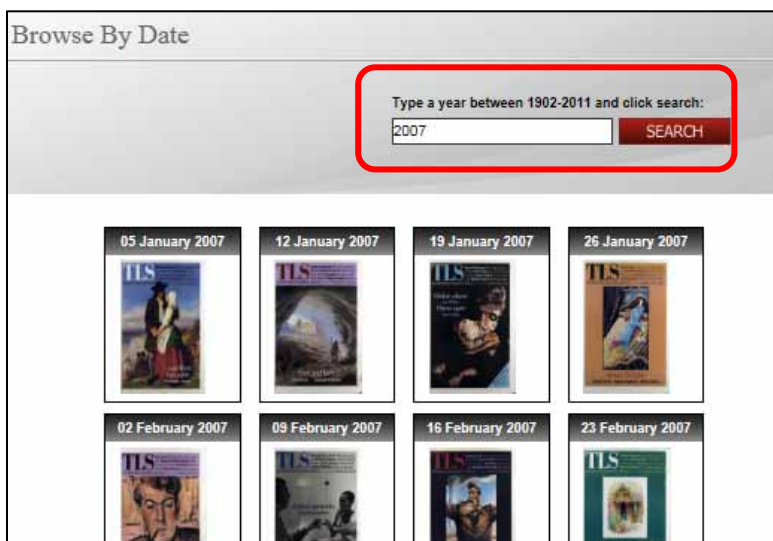 Browse By Date
Type a year between 1902-2011 and click search:
2007
SEARCH
05 January 2007
12 January 2007
19 January 2007
26 January 2007
TLS
TLS
TLS
TLS
02 February 2007
09 February 2007
16 February 2007
23 February 2007
TLS
TLS
TLS
TLS